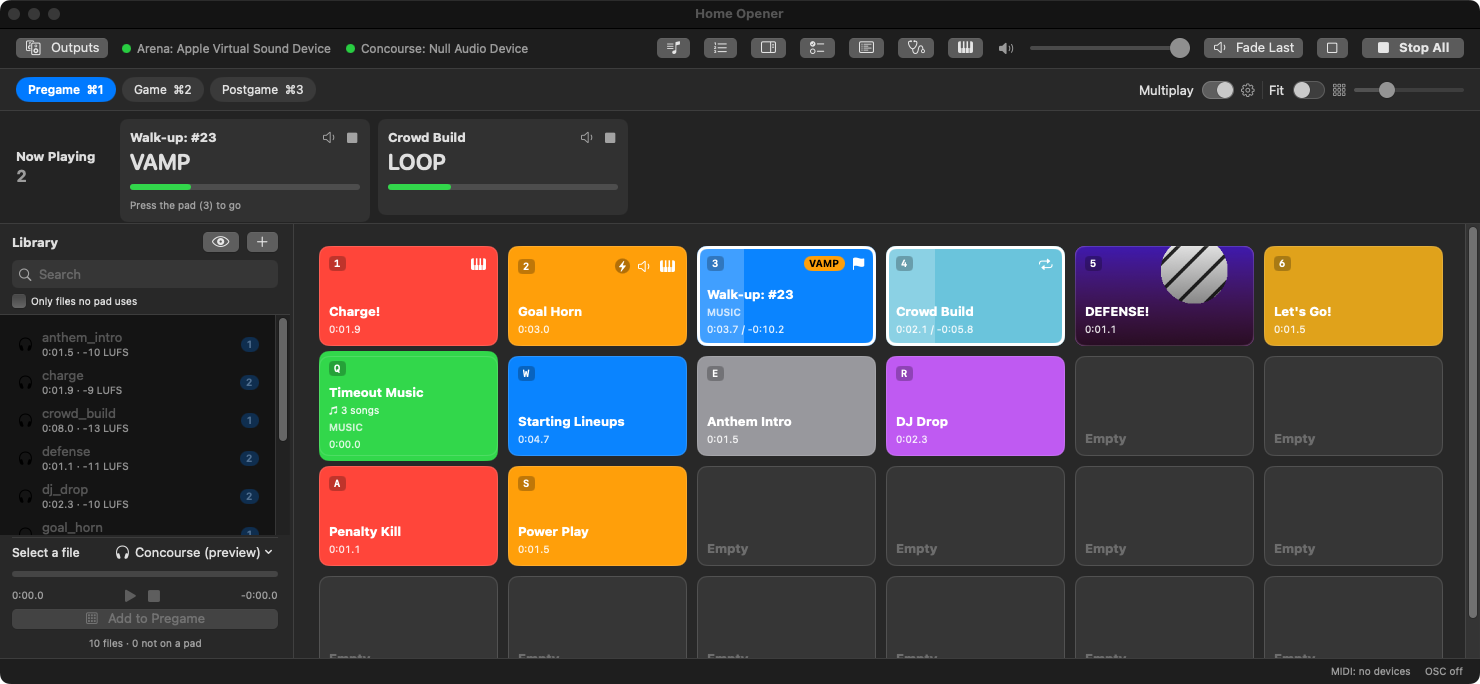 Home Opener
Outputs
Arena: Apple Virtual Sound Device
Concourse: Null Audio Device
Fade Last
Stop All
Pregame ⌘1
Game ⌘2
Postgame ⌘3
Multiplay
Fit
Now Playing
2
Walk-up: #23
VAMP
Press the pad (3) to go
Crowd Build
LOOP
Library
Search
Only files no pad uses
anthem_intro
0:01.5 · -10 LUFS
1
charge
0:01.9 · -9 LUFS
2
crowd_build
0:08.0 · -13 LUFS
1
defense
0:01.1 · -11 LUFS
2
dj_drop
0:02.3 · -10 LUFS
2
goal_horn
1
Select a file
Concourse (preview)
0:00.0
-0:00.0
Add to Pregame
10 files · 0 not on a pad
1
Charge!
0:01.9
2
Goal Horn
0:03.0
3
VAMP
Walk-up: #23
MUSIC
0:03.7 / -0:10.2
4
Crowd Build
0:02.1 / -0:05.8
5
DEFENSE!
0:01.1
6
Let's Go!
0:01.5
Q
Timeout Music
3 songs
MUSIC
0:00.0
W
Starting Lineups
0:04.7
E
Anthem Intro
0:01.5
R
DJ Drop
0:02.3
Empty
Empty
A
Penalty Kill
0:01.1
S
Power Play
0:01.5
Empty
Empty
Empty
Empty
Empty
Empty
Empty
Empty
Empty
Empty
MIDI: no devices
OSC off